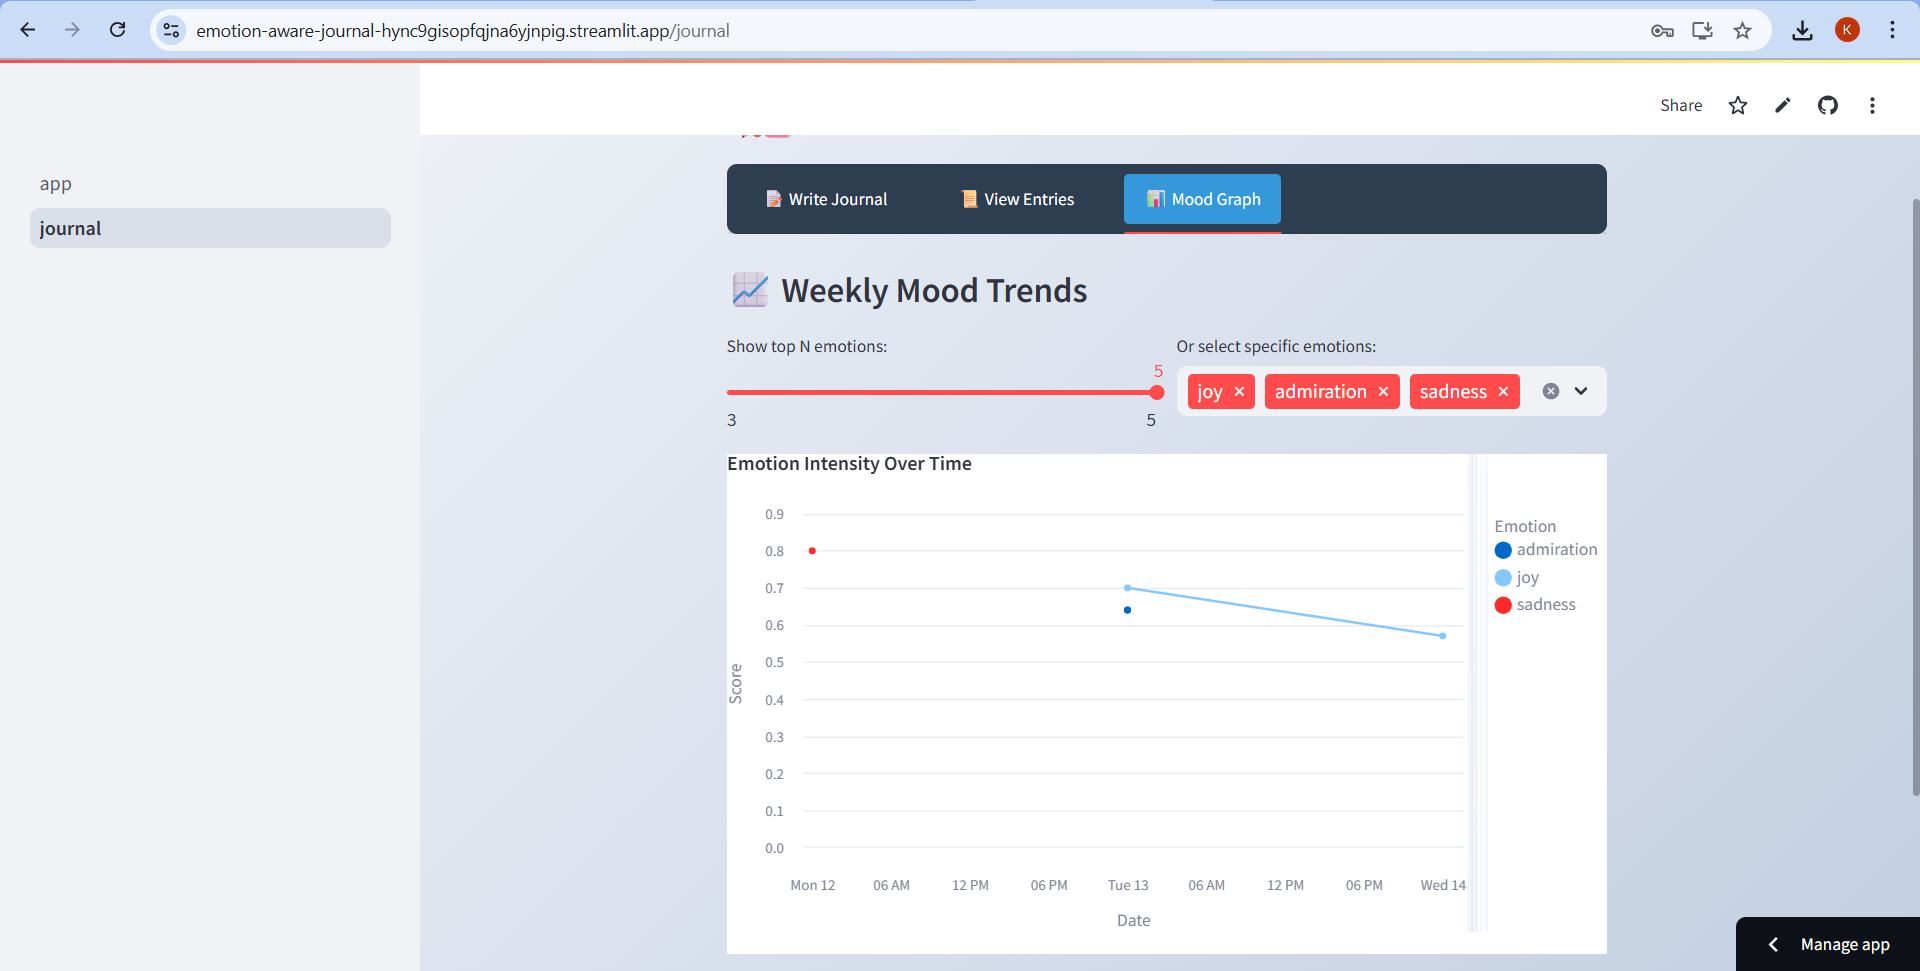 emotion-aware-journal-hync9gisopfqjna6yjnpig.streamlit.app/journal
K
Share
app
journal
Write Journal
View Entries
Mood Graph
Weekly Mood Trends
Show top N emotions:
Or select specific emotions:
5
joy
admiration
sadness
3
5
Emotion Intensity Over Time
0.9
0.8
0.7
0.6
0.5
0.4
0.3
0.2
0.1
0.0
Score
Mon 12
06 AM
12 PM
06 PM
Tue 13
06 AM
12 PM
06 PM
Wed 14
Date
Emotion
admiration
joy
sadness
Manage app